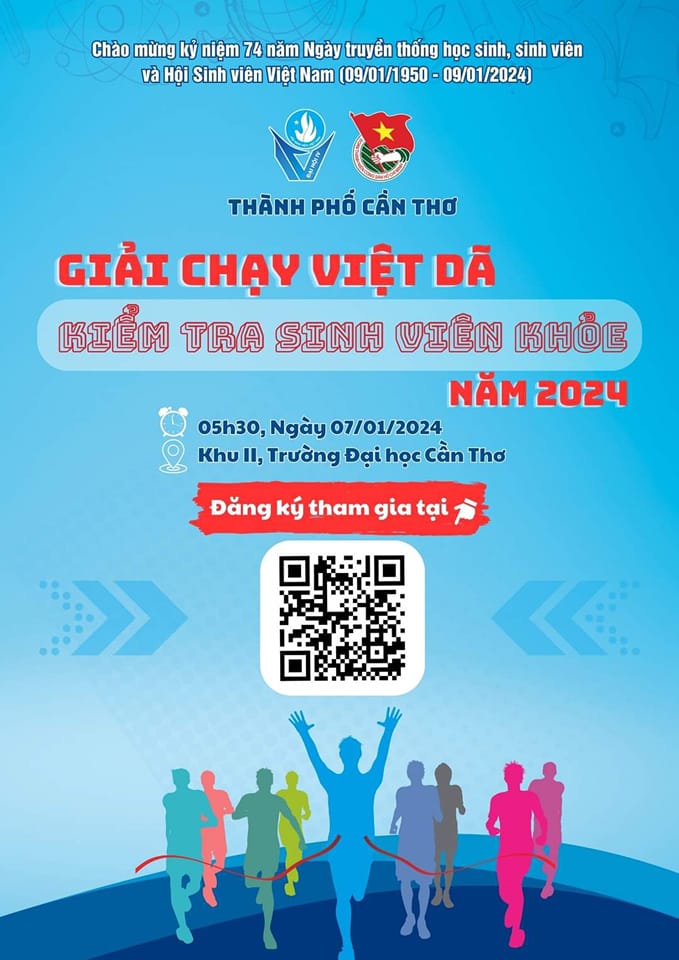 Chào mừng kỷ niệm 74 năm Ngày truyền thống học sinh, sinh viên
và Hội Sinh viên Việt Nam (09/01/1950 - 09/01/2024)
ĐẠI HỘI IV
THÀNH PHỐ CẦN THƠ
GIẢI CHẠY VIỆT DÃ
KIỂM TRA SINH VIÊN KHỎE
NĂM 2024
05h30, Ngày 07/01/2024
Khu II, Trường Đại học Cần Thơ
Đăng ký tham gia tại